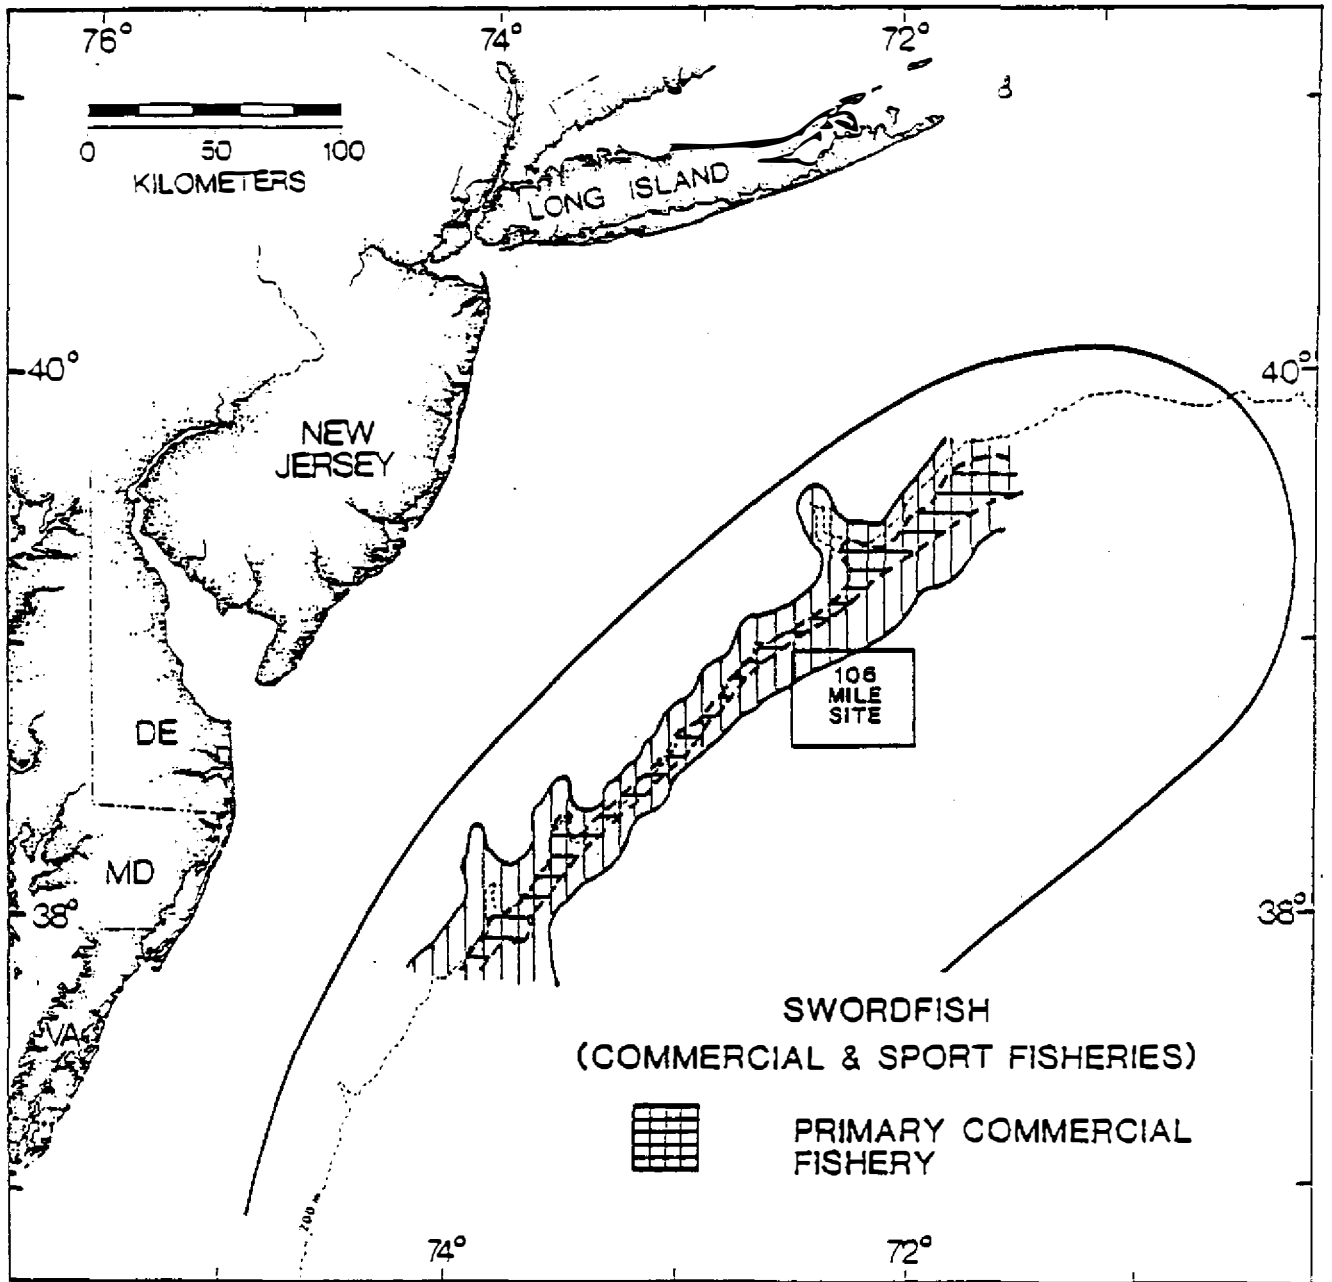 76° 74° 72°
0 50 100
KILOMETERS
LONG ISLAND
40° 40°
NEW
JERSEY
106
MILE
SITE
DE
MD
38° 38°
VA
SWORDFISH
(COMMERCIAL & SPORT FISHERIES)
PRIMARY COMMERCIAL
FISHERY
200 m
74° 72°